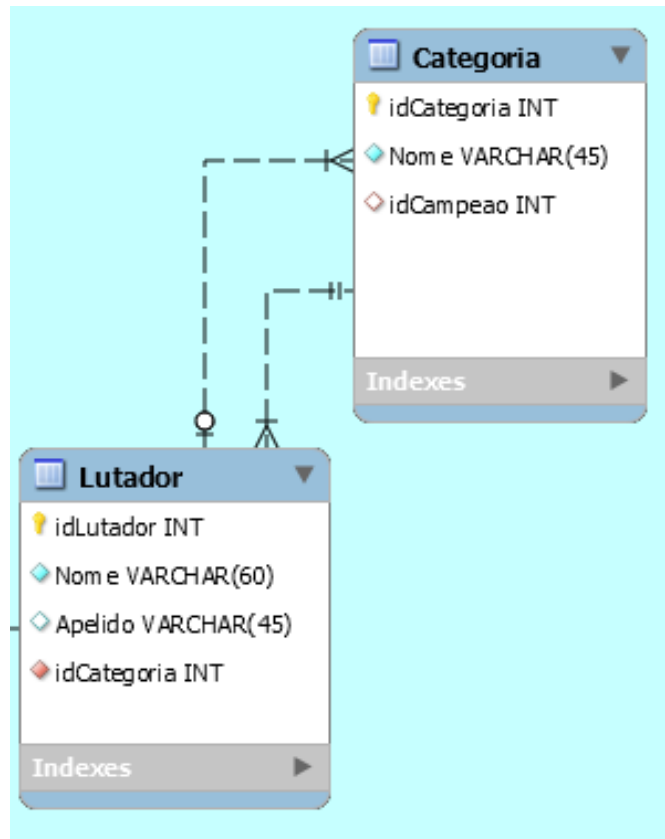 Categoria
idCategoria INT
Nome VARCHAR(45)
idCampeao INT
Indexes
Lutador
idLutador INT
Nome VARCHAR(60)
Apelido VARCHAR(45)
idCategoria INT
Indexes